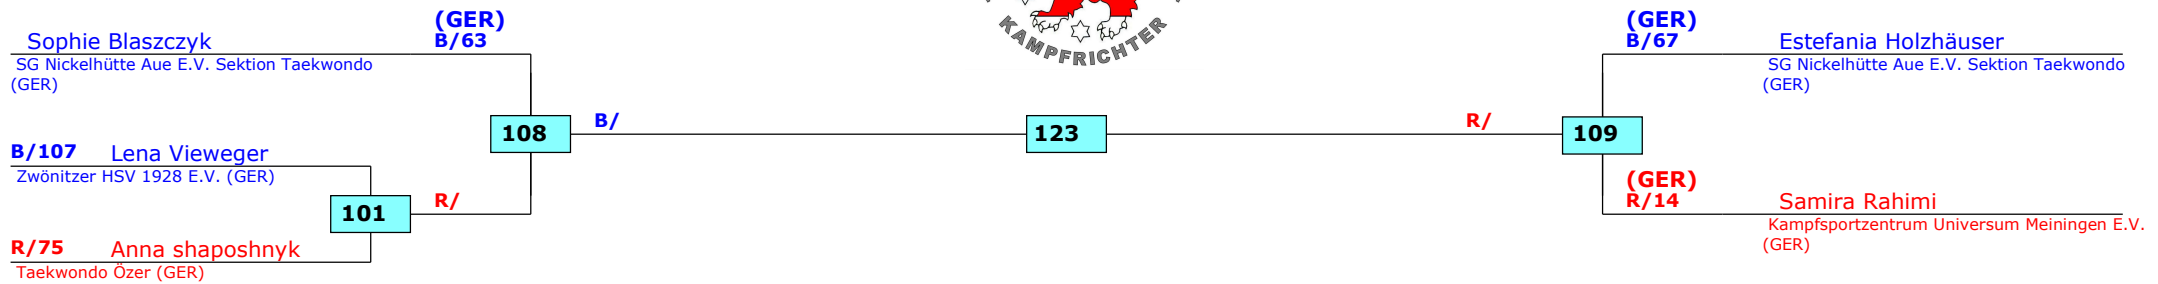 KAMPFRICHTER
Sophie Blaszczyk
(GER)
B/63
SG Nickelhütte Aue E.V. Sektion Taekwondo
(GER)
B/107 Lena Vieweger
Zwönitzer HSV 1928 E.V. (GER)
R/75 Anna shaposhnyk
Taekwondo Özer (GER)
101
R/
108
B/
123
R/
109
(GER)
B/67
Estefania Holzhäuser
SG Nickelhütte Aue E.V. Sektion Taekwondo
(GER)
(GER)
R/14
Samira Rahimi
Kampfsportzentrum Universum Meiningen E.V.
(GER)